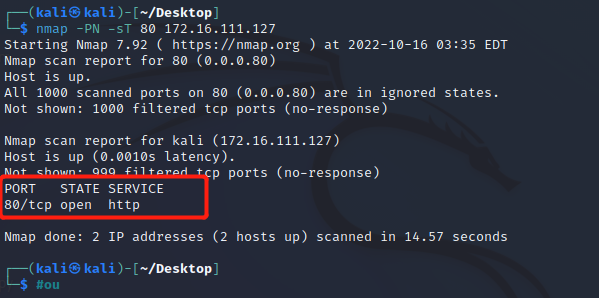 ┌──(kali㉿kali)-[~/Desktop]
└─$ nmap -PN -sT 80 172.16.111.127
Starting Nmap 7.92 ( https://nmap.org ) at 2022-10-16 03:35 EDT
Nmap scan report for 80 (0.0.0.80)
Host is up.
All 1000 scanned ports on 80 (0.0.0.80) are in ignored states.
Not shown: 1000 filtered tcp ports (no-response)
Nmap scan report for kali (172.16.111.127)
Host is up (0.0010s latency).
Not shown: 999 filtered tcp ports (no-response)
PORT   STATE SERVICE
80/tcp open  http
Nmap done: 2 IP addresses (2 hosts up) scanned in 14.57 seconds
┌──(kali㉿kali)-[~/Desktop]
└─$ #ou